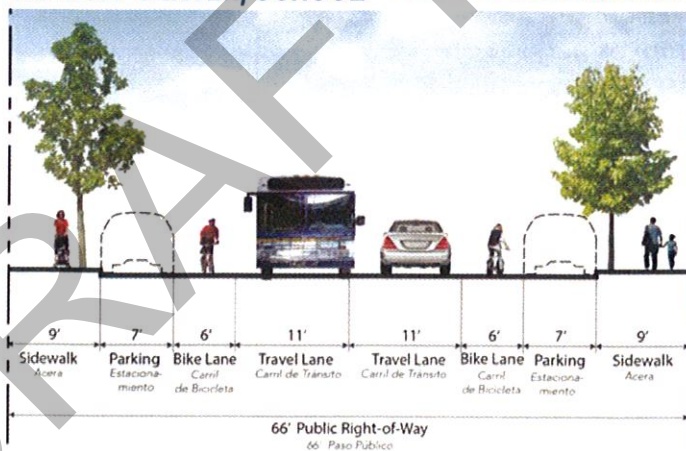 DRAFT
9' 7' 6' 11' 11' 6' 7' 9'
Sidewalk Parking Bike Lane Travel Lane Travel Lane Bike Lane Parking Sidewalk
Acera Estaciona- Carril Carril de Tránsito Carril de Tránsito Carril Estaciona- Acera
miento de Bicicleta de Bicicleta miento
66' Public Right-of-Way
66' Paso Público